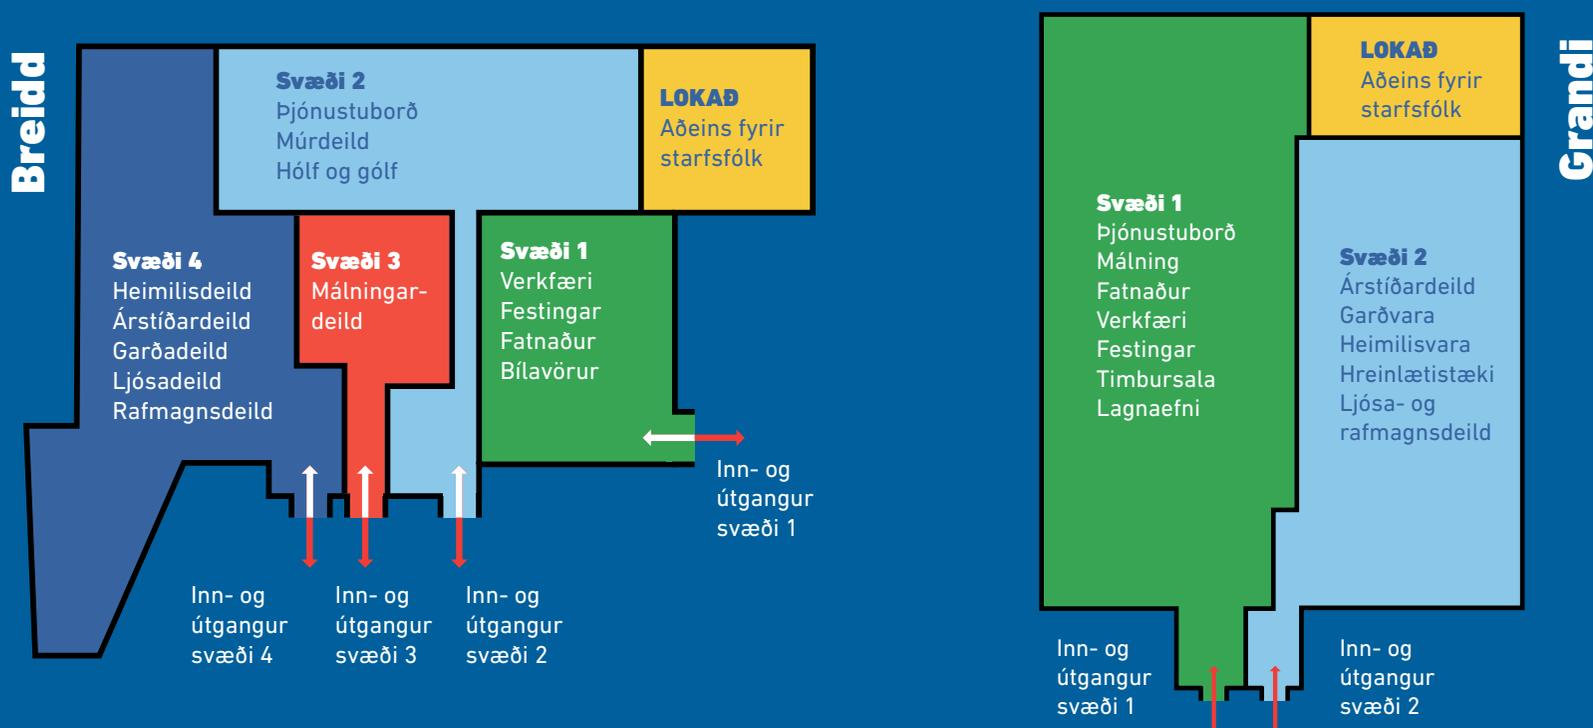 Breidd
Svæði 2
Þjónustuborð
Múrdeild
Hólf og gólf
LOKAÐ
Aðeins fyrir
starfsfólk
Svæði 4
Heimilisdeild
Árstíðardeild
Garðadeild
Ljósadeild
Rafmagnsdeild
Svæði 3
Málningar-
deild
Svæði 1
Verkfæri
Festingar
Fatnaður
Bílavörur
Inn- og
útgangur
svæði 1
Inn- og
útgangur
svæði 4
Inn- og
útgangur
svæði 3
Inn- og
útgangur
svæði 2
Grandi
LOKAÐ
Aðeins fyrir
starfsfólk
Svæði 1
Þjónustuborð
Málning
Fatnaður
Verkfæri
Festingar
Timbursala
Lagnaefni
Svæði 2
Árstíðardeild
Garðvara
Heimilisvara
Hreinlætistæki
Ljósa- og
rafmagnsdeild
Inn- og
útgangur
svæði 1
Inn- og
útgangur
svæði 2